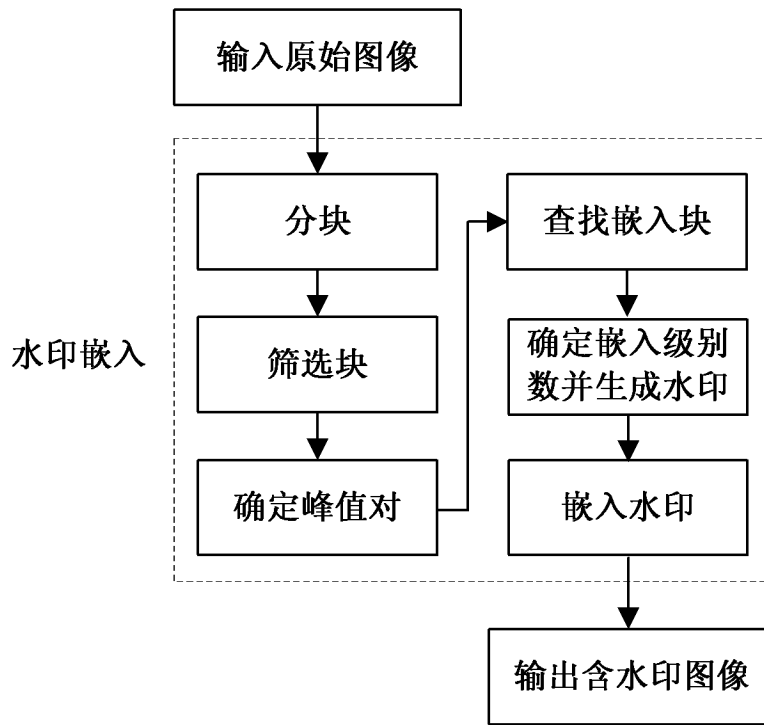 输入原始图像
分块
筛选块
确定峰值对
查找嵌入块
确定嵌入级别
数并生成水印
嵌入水印
水印嵌入
输出含水印图像